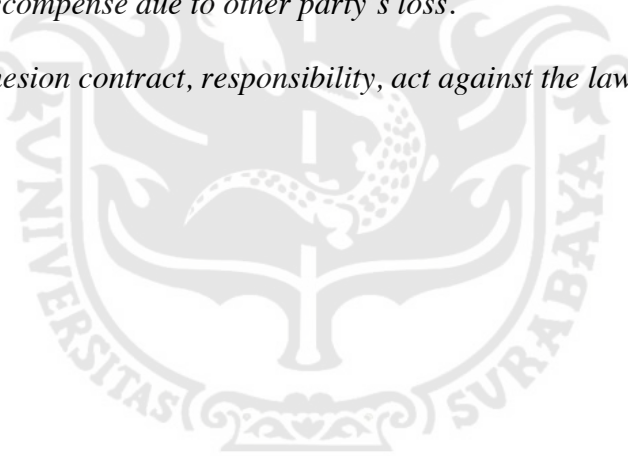 compense due to other party's loss.
esion contract, responsibility, act against the law
UNIVERSITAS SURABAYA